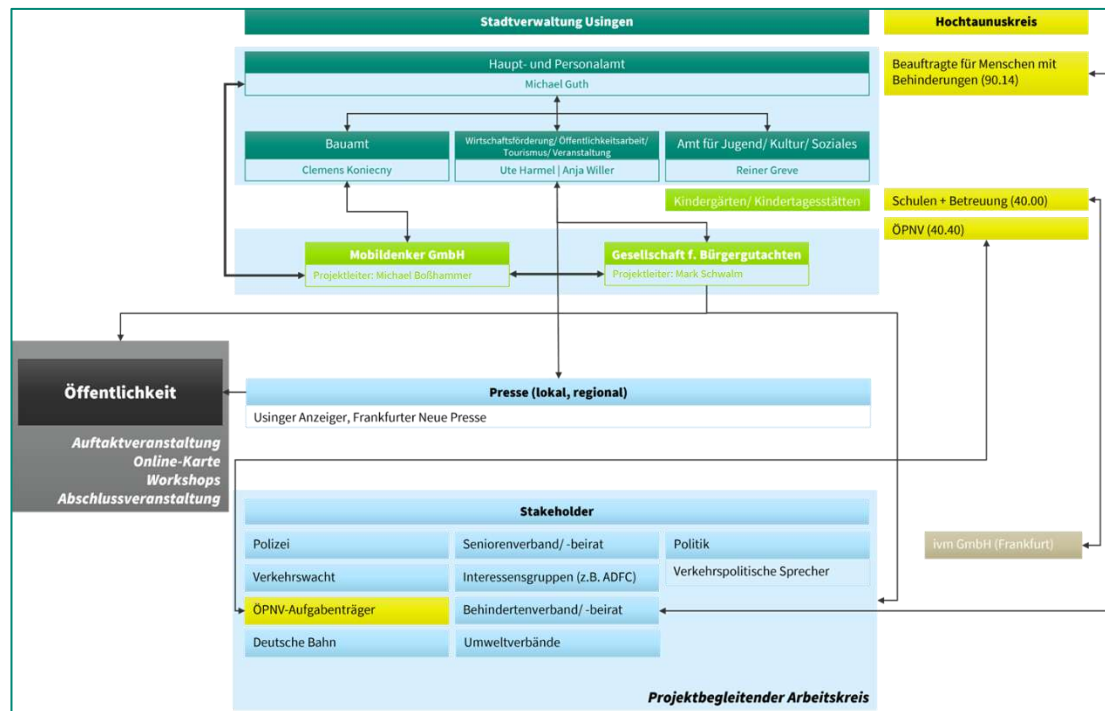 Stadtverwaltung Usingen
Hochtaunuskreis
Haupt- und Personalamt
Michael Guth
Beauftragte für Menschen mit
Behinderungen (90.14)
Bauamt
Clemens Koniecny
Wirtschaftsförderung/ Öffentlichkeitsarbeit/
Tourismus/ Veranstaltung
Ute Harmel | Anja Willer
Amt für Jugend/ Kultur/ Soziales
Reiner Greve
Kindergärten/ Kindertagesstätten
Schulen + Betreuung (40.00)
ÖPNV (40.40)
Mobildenker GmbH
Projektleiter: Michael Boßhammer
Gesellschaft f. Bürgergutachten
Projektleiter: Mark Schwalm
Öffentlichkeit
Auftaktveranstaltung
Online-Karte
Workshops
Abschlussveranstaltung
Presse (lokal, regional)
Usinger Anzeiger, Frankfurter Neue Presse
Stakeholder
Polizei
Seniorenverband/ -beirat
Politik
Verkehrspolitische Sprecher
Verkehrswacht
Interessensgruppen (z.B. ADFC)
ÖPNV-Aufgabenträger
Behindertenverband/ -beirat
Deutsche Bahn
Umweltverbände
ivm GmbH (Frankfurt)
Projektbegleitender Arbeitskreis